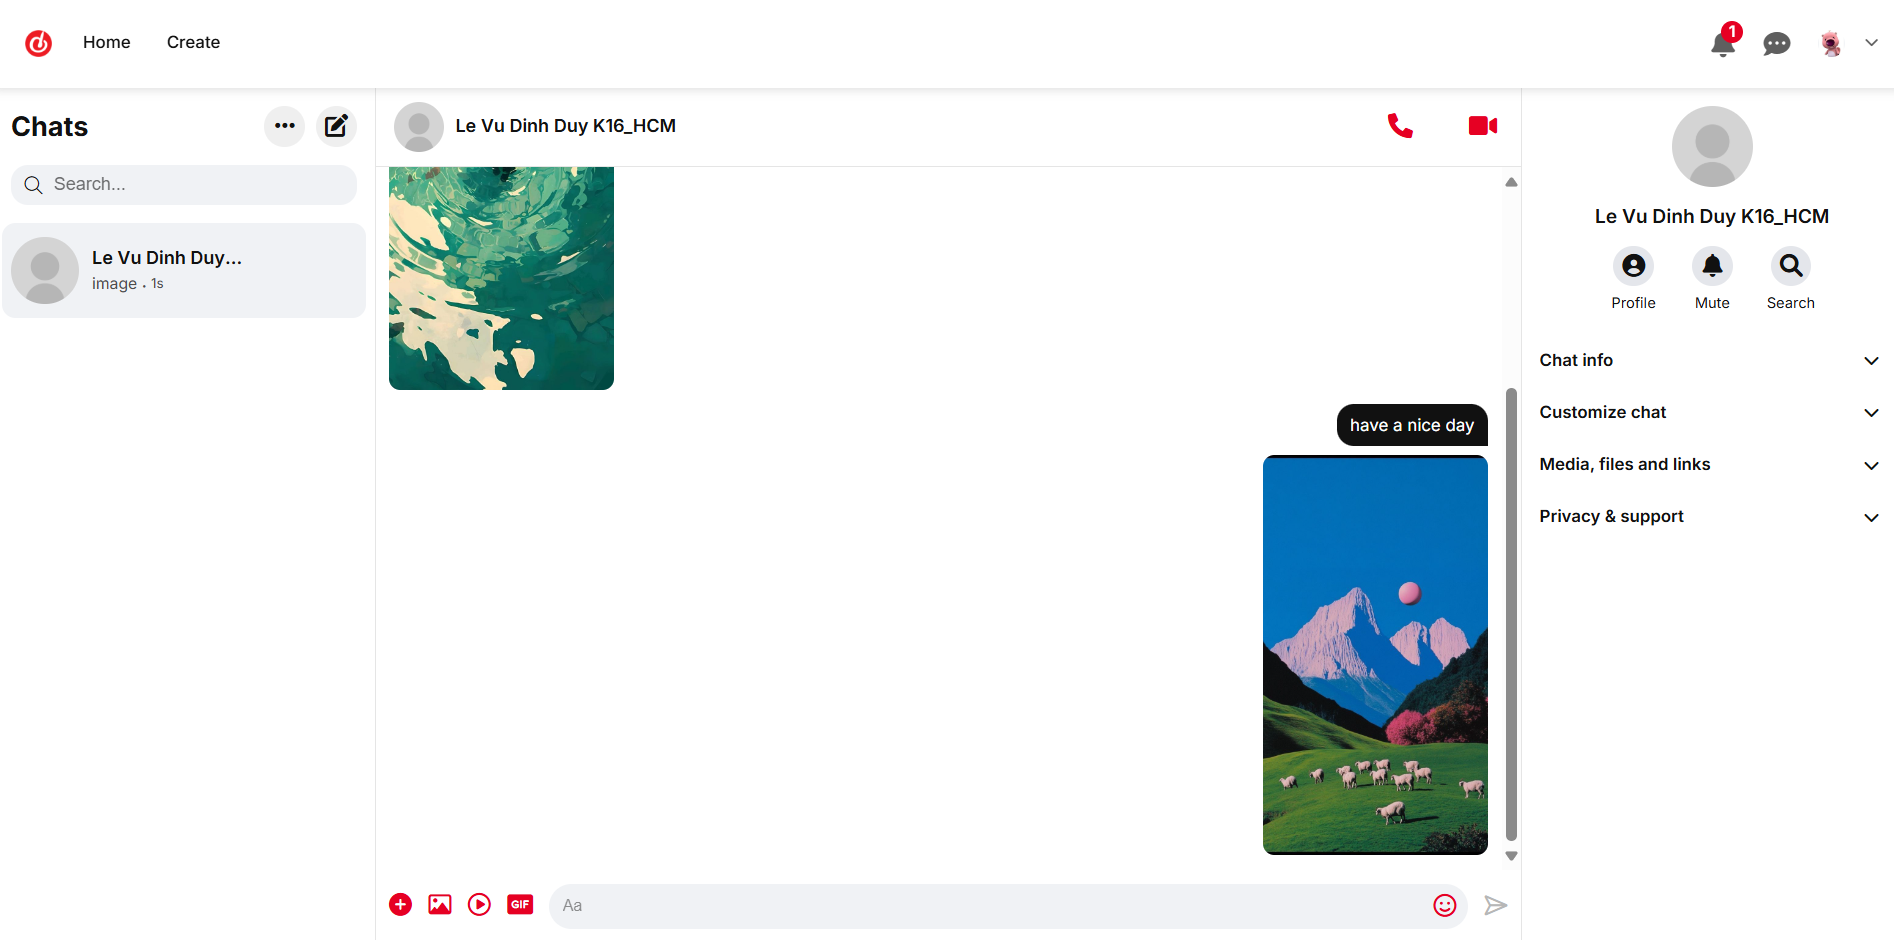 Home
Create
1
Chats
Search...
Le Vu Dinh Duy...
image . 1s
Le Vu Dinh Duy K16_HCM
have a nice day
GIF
Aa
Le Vu Dinh Duy K16_HCM
Profile
Mute
Search
Chat info
Customize chat
Media, files and links
Privacy & support